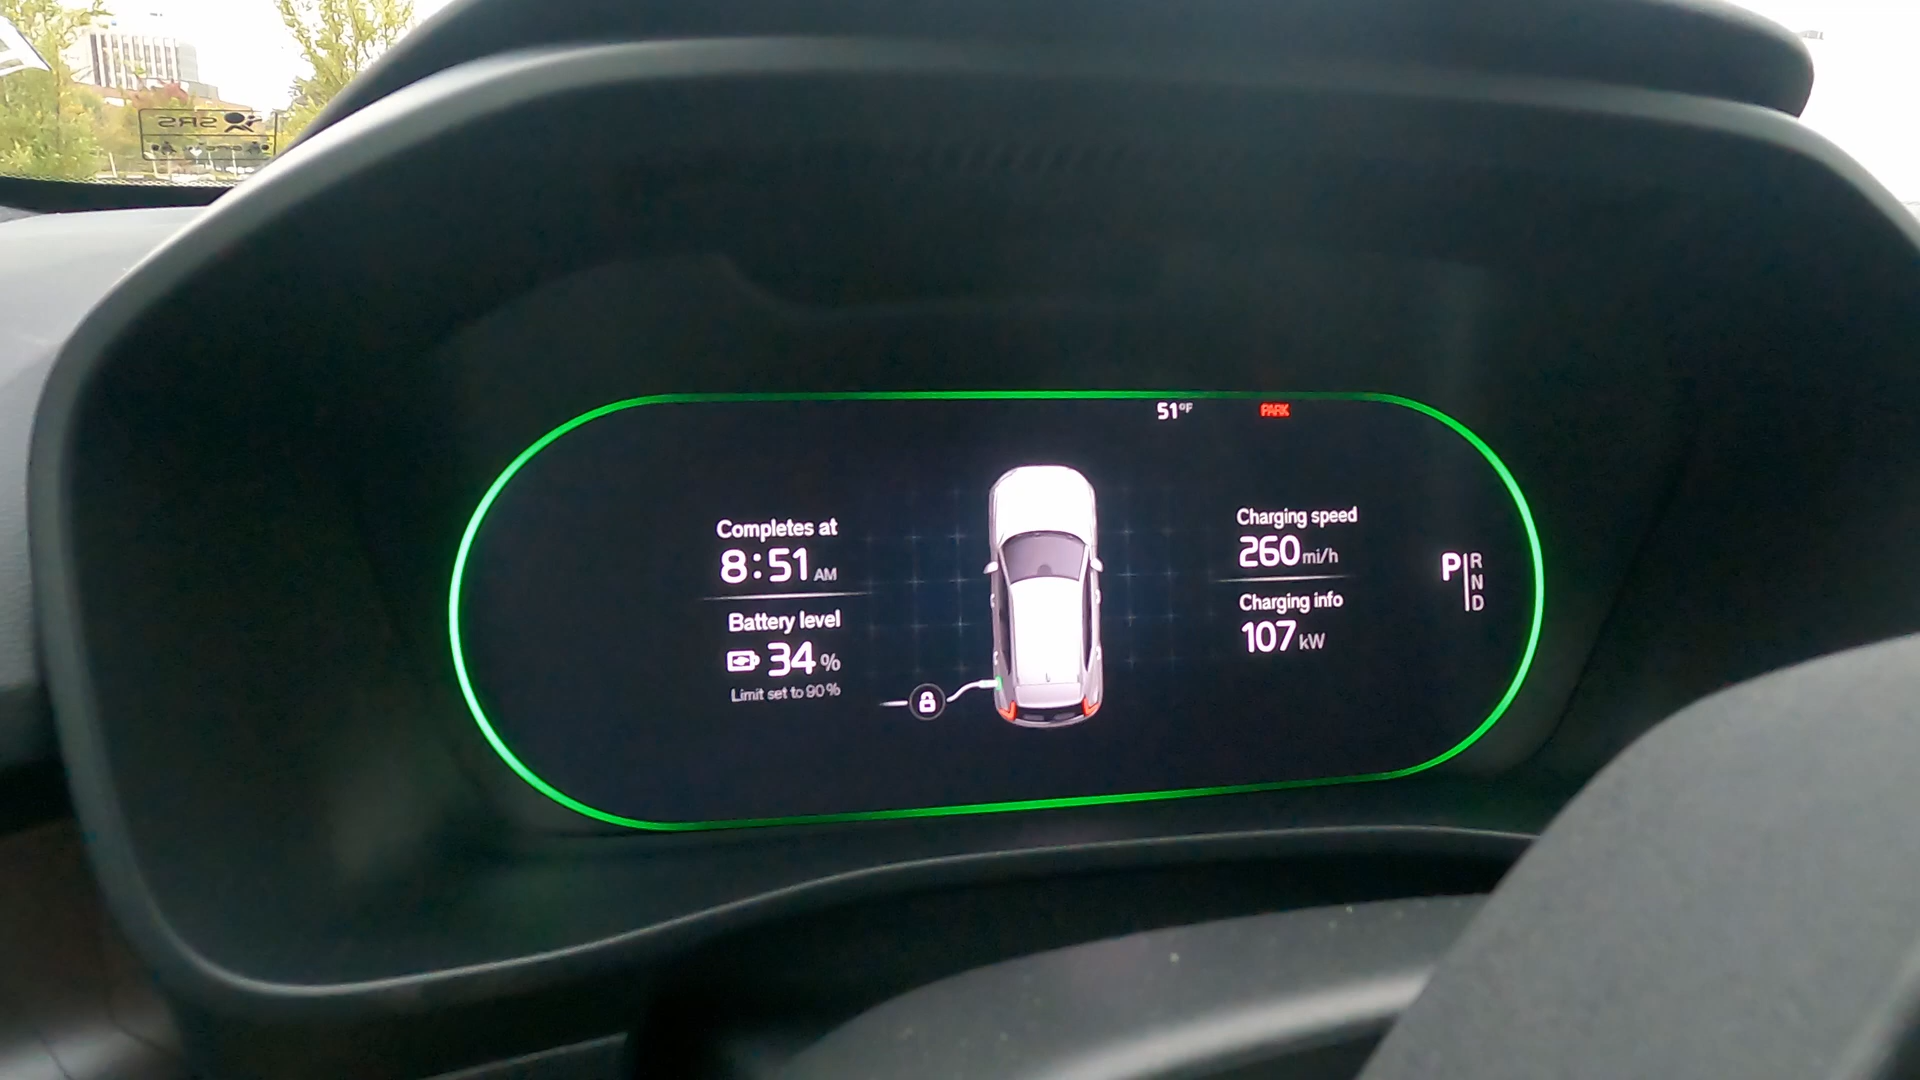 SRS
51°F
PARK
Completes at
8:51 AM
Battery level
34 %
Limit set to 90%
Charging speed
260 mi/h
Charging info
107 kW
P
R
N
D